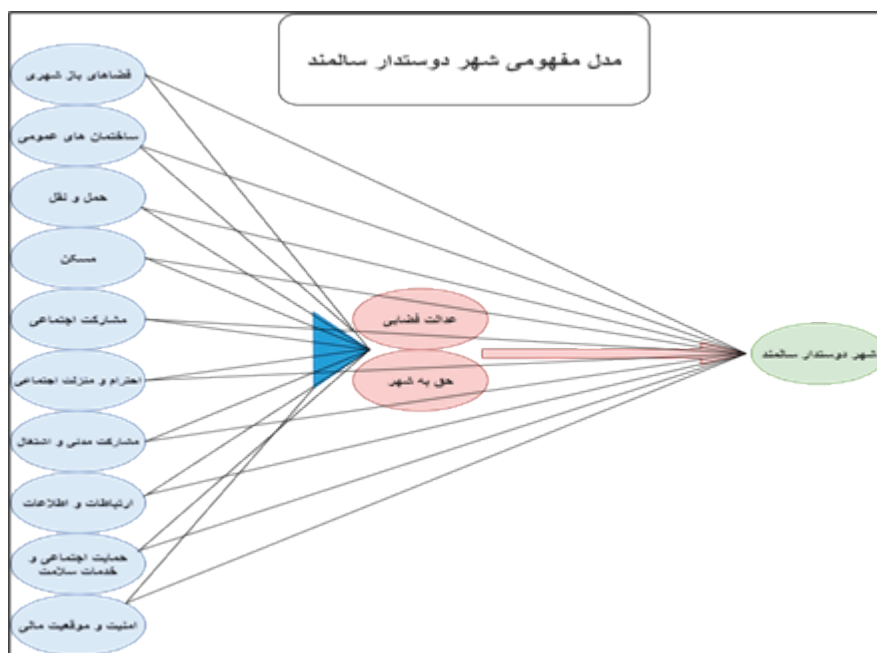 مدل مفهومی شهر دوستدار سالمند
فضاهای باز شهری
ساختمان های عمومی
حمل و نقل
مسکن
مشارکت اجتماعی
احترام و منزلت اجتماعی
مشارکت مدنی و اشتغال
ارتباطات و اطلاعات
حمایت اجتماعی و
خدمات سلامت
امنیت و موقعیت مالی
عدالت فضایی
حق به شهر
شهر دوستدار سالمند